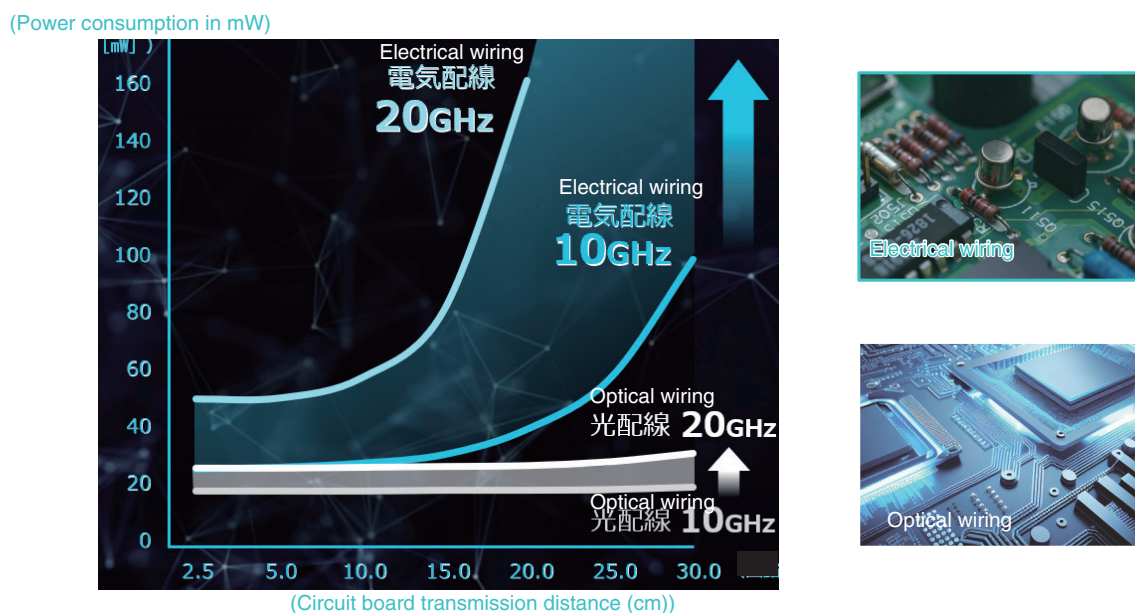 (Power consumption in mW)
[mW] )
160
140
120
100
80
60
40
20
0
Electrical wiring
電気配線
20GHz
Electrical wiring
電気配線
10GHz
Optical wiring
光配線 20GHz
Optical wiring
光配線 10GHz
2.5 5.0 10.0 15.0 20.0 25.0 30.0
(Circuit board transmission distance (cm))
Electrical wiring
Optical wiring